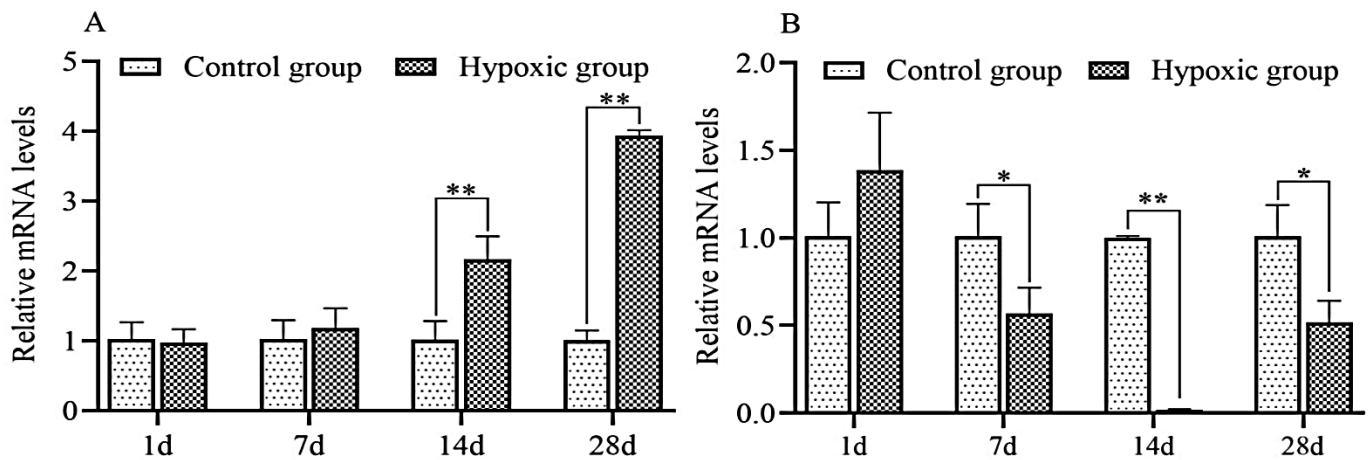 A
Relative mRNA levels
5
4
3
2
1
0
Control group
Hypoxic group
**
**
1d
7d
14d
28d
B
Relative mRNA levels
2.0
1.5
1.0
0.5
0.0
Control group
Hypoxic group
*
**
*
1d
7d
14d
28d